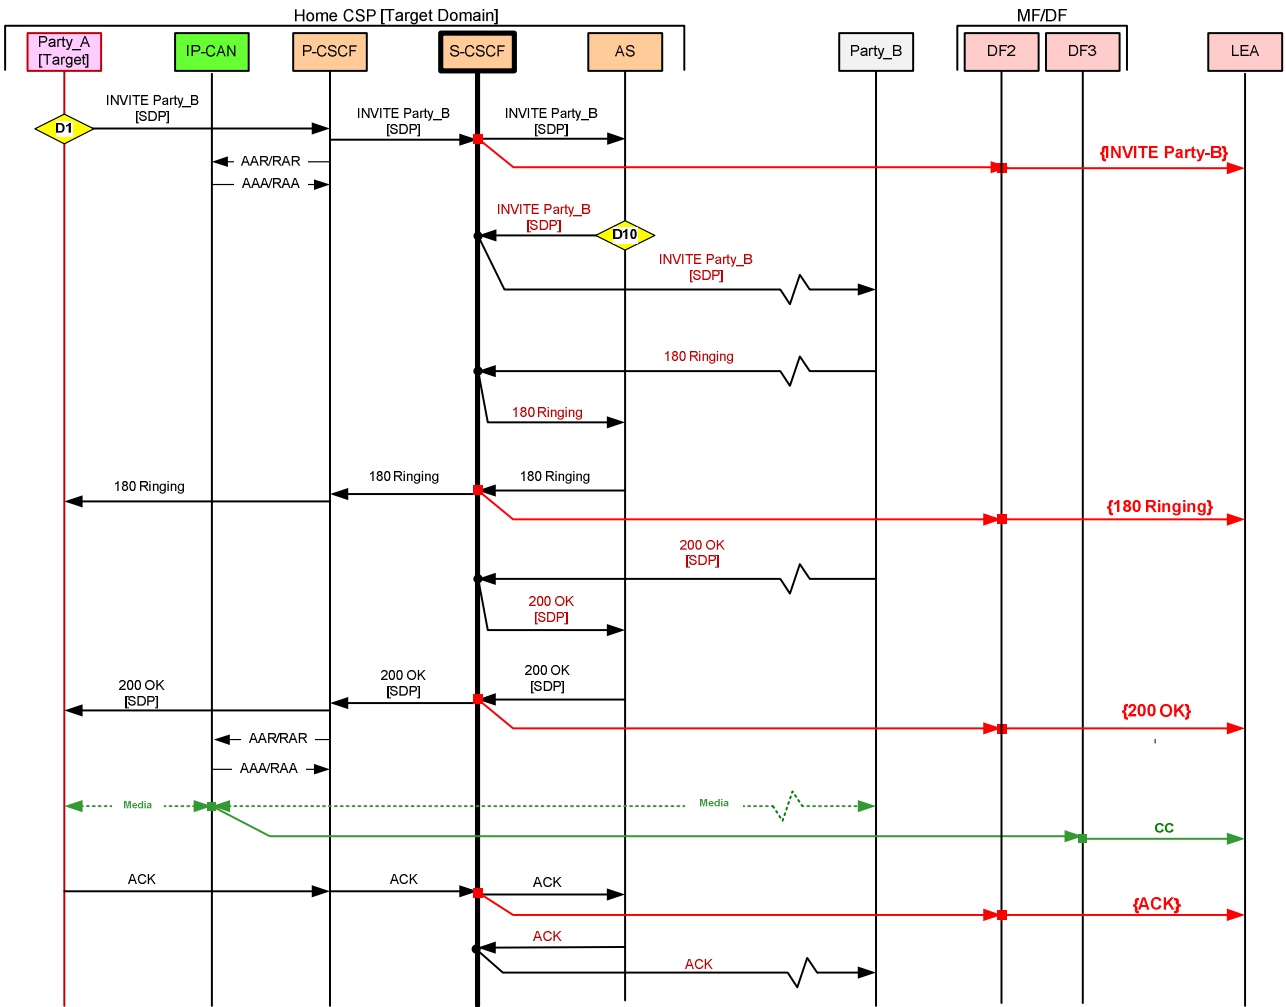 Home CSP [Target Domain]
MF/DF
Party_A
[Target]
IP-CAN
P-CSCF
S-CSCF
AS
Party_B
DF2
DF3
LEA
INVITE Party_B
[SDP]
D1
INVITE Party_B
[SDP]
INVITE Party_B
[SDP]
{INVITE Party-B}
AAR/RAR
AAA/RAA
INVITE Party_B
[SDP]
D10
INVITE Party_B
[SDP]
180 Ringing
180 Ringing
180 Ringing
180 Ringing
180 Ringing
{180 Ringing}
200 OK
[SDP]
200 OK
[SDP]
200 OK
[SDP]
200 OK
[SDP]
200 OK
[SDP]
{200 OK}
AAR/RAR
AAA/RAA
Media
Media
CC
ACK
ACK
ACK
{ACK}
ACK
ACK